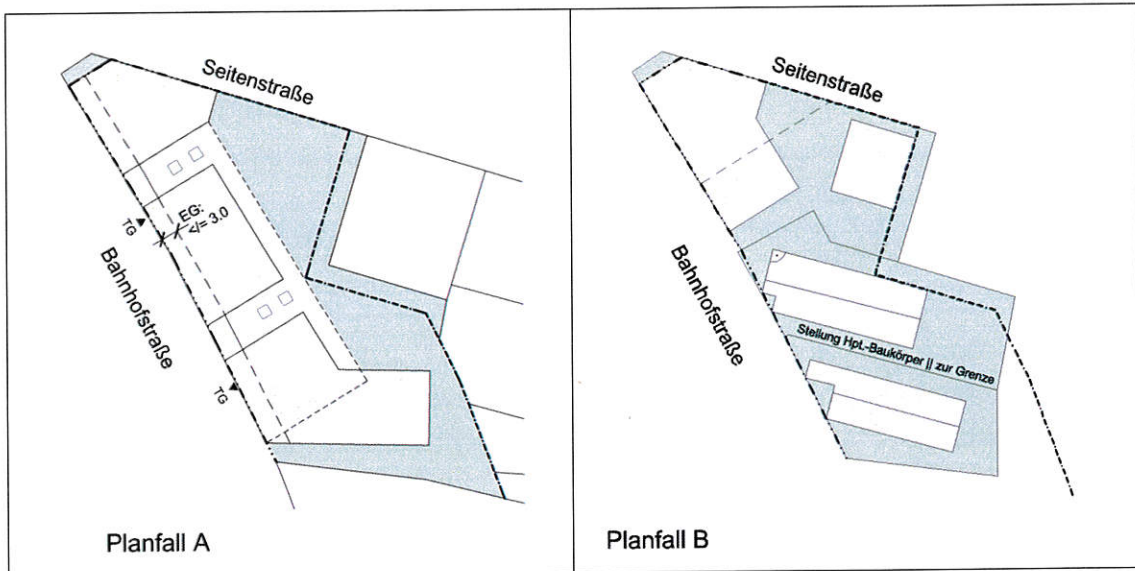 Seitenstraße
EG:
</= 3,0
TG
Bahnhofstraße
TG
Planfall A
Seitenstraße
Bahnhofstraße
Stellung Hpt.-Baukörper || zur Grenze
Planfall B